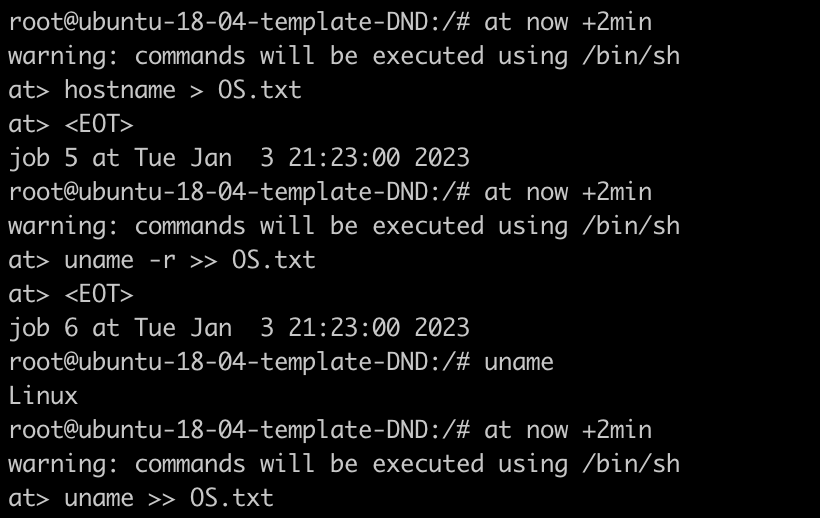 root@ubuntu-18-04-template-DND:/# at now +2min
warning: commands will be executed using /bin/sh
at> hostname > OS.txt
at> <EOT>
job 5 at Tue Jan  3 21:23:00 2023
root@ubuntu-18-04-template-DND:/# at now +2min
warning: commands will be executed using /bin/sh
at> uname -r >> OS.txt
at> <EOT>
job 6 at Tue Jan  3 21:23:00 2023
root@ubuntu-18-04-template-DND:/# uname
Linux
root@ubuntu-18-04-template-DND:/# at now +2min
warning: commands will be executed using /bin/sh
at> uname >> OS.txt